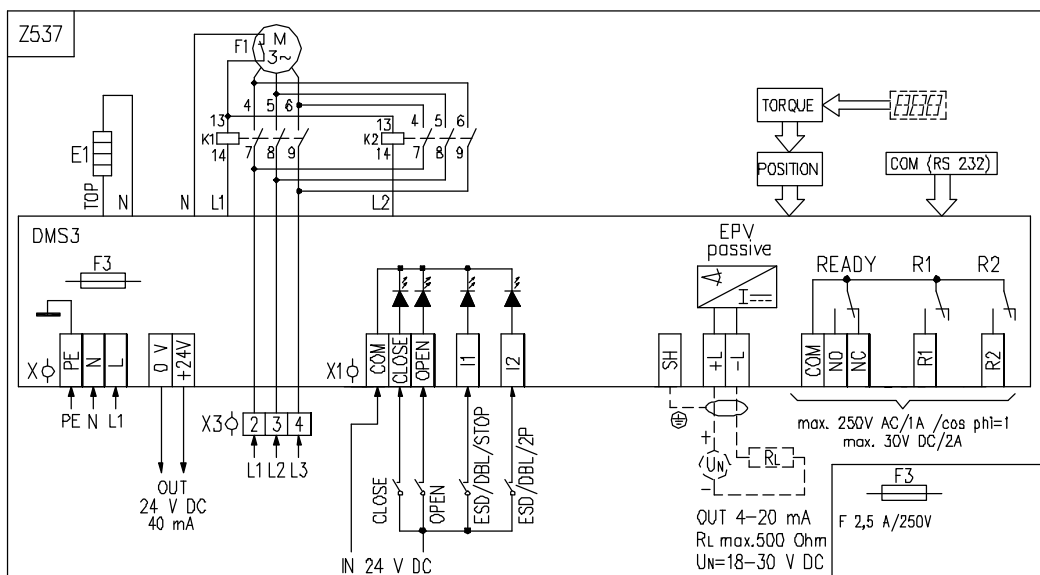 Z537
F1
M
3~
4 5 6
13
K1
14
7 8 9
13
K2
14
4 5 6
7 8 9
E1
TOP
N
N
L1
L2
TORQUE
POSITION
COM (RS 232)
DMS3
F3
EPV
passive
READY R1 R2
X
PE
N
L
0 V
+24V
X1
COM
CLOSE
OPEN
I1
I2
SH
+L
-L
COM
NO
NC
R1
R2
PE N L1
X3
2 3 4
L1 L2 L3
OUT
24 V DC
40 mA
CLOSE
OPEN
ESD/DBL/STOP
ESD/DBL/2P
IN 24 V DC
+
UN
-
RL
OUT 4-20 mA
RL max.500 Ohm
UN=18-30 V DC
max. 250V AC/1A /cos phi=1
max. 30V DC/2A
F3
F 2,5 A/250V